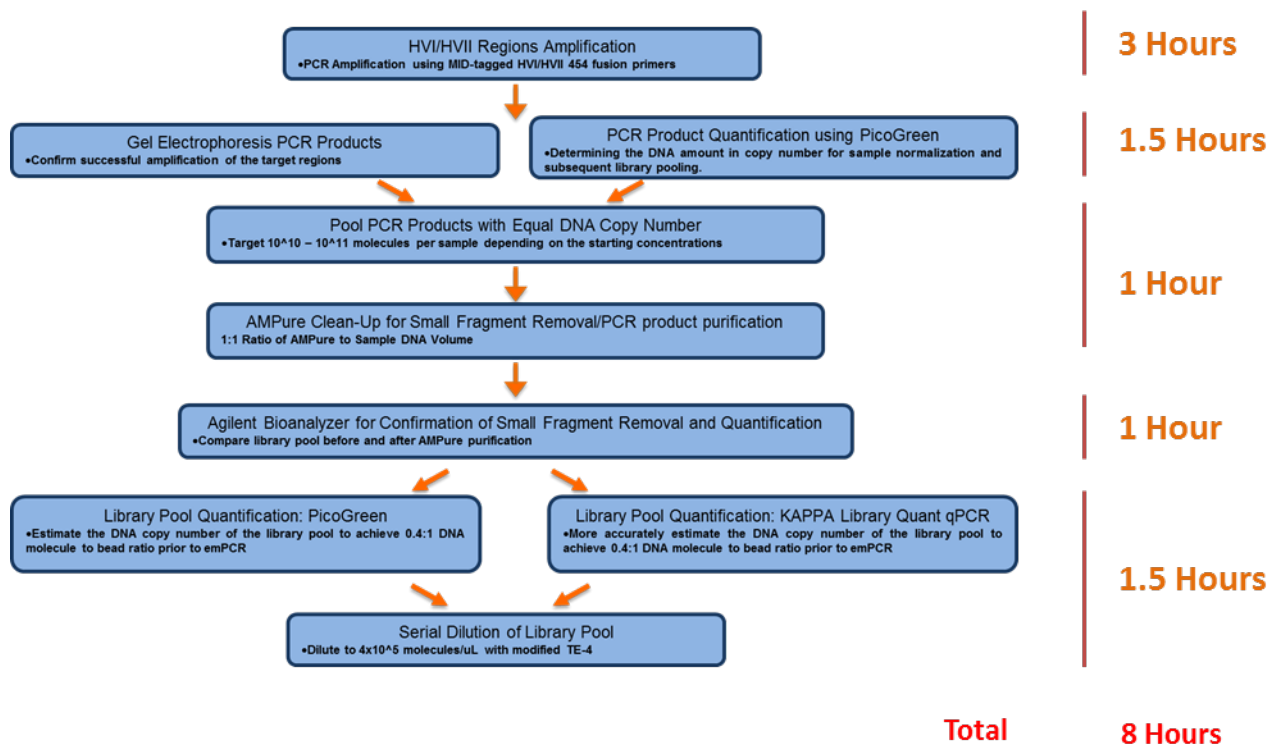 HVI/HVII Regions Amplification
•PCR Amplification using MID-tagged HVI/HVII 454 fusion primers
3 Hours
Gel Electrophoresis PCR Products
•Confirm successful amplification of the target regions
PCR Product Quantification using PicoGreen
•Determining the DNA amount in copy number for sample normalization and
subsequent library pooling.
1.5 Hours
Pool PCR Products with Equal DNA Copy Number
•Target 10^10 – 10^11 molecules per sample depending on the starting concentrations
AMPure Clean-Up for Small Fragment Removal/PCR product purification
1:1 Ratio of AMPure to Sample DNA Volume
1 Hour
Agilent Bioanalyzer for Confirmation of Small Fragment Removal and Quantification
•Compare library pool before and after AMPure purification
1 Hour
Library Pool Quantification: PicoGreen
•Estimate the DNA copy number of the library pool to achieve 0.4:1 DNA
molecule to bead ratio prior to emPCR
Library Pool Quantification: KAPPA Library Quant qPCR
•More accurately estimate the DNA copy number of the library pool to
achieve 0.4:1 DNA molecule to bead ratio prior to emPCR
Serial Dilution of Library Pool
•Dilute to 4x10^5 molecules/uL with modified TE-4
1.5 Hours
Total 8 Hours